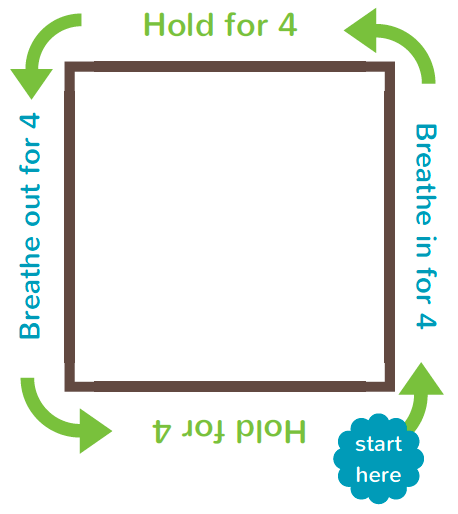 Hold for 4
Breathe out for 4
Breathe in for 4
Hold for 4
start
here